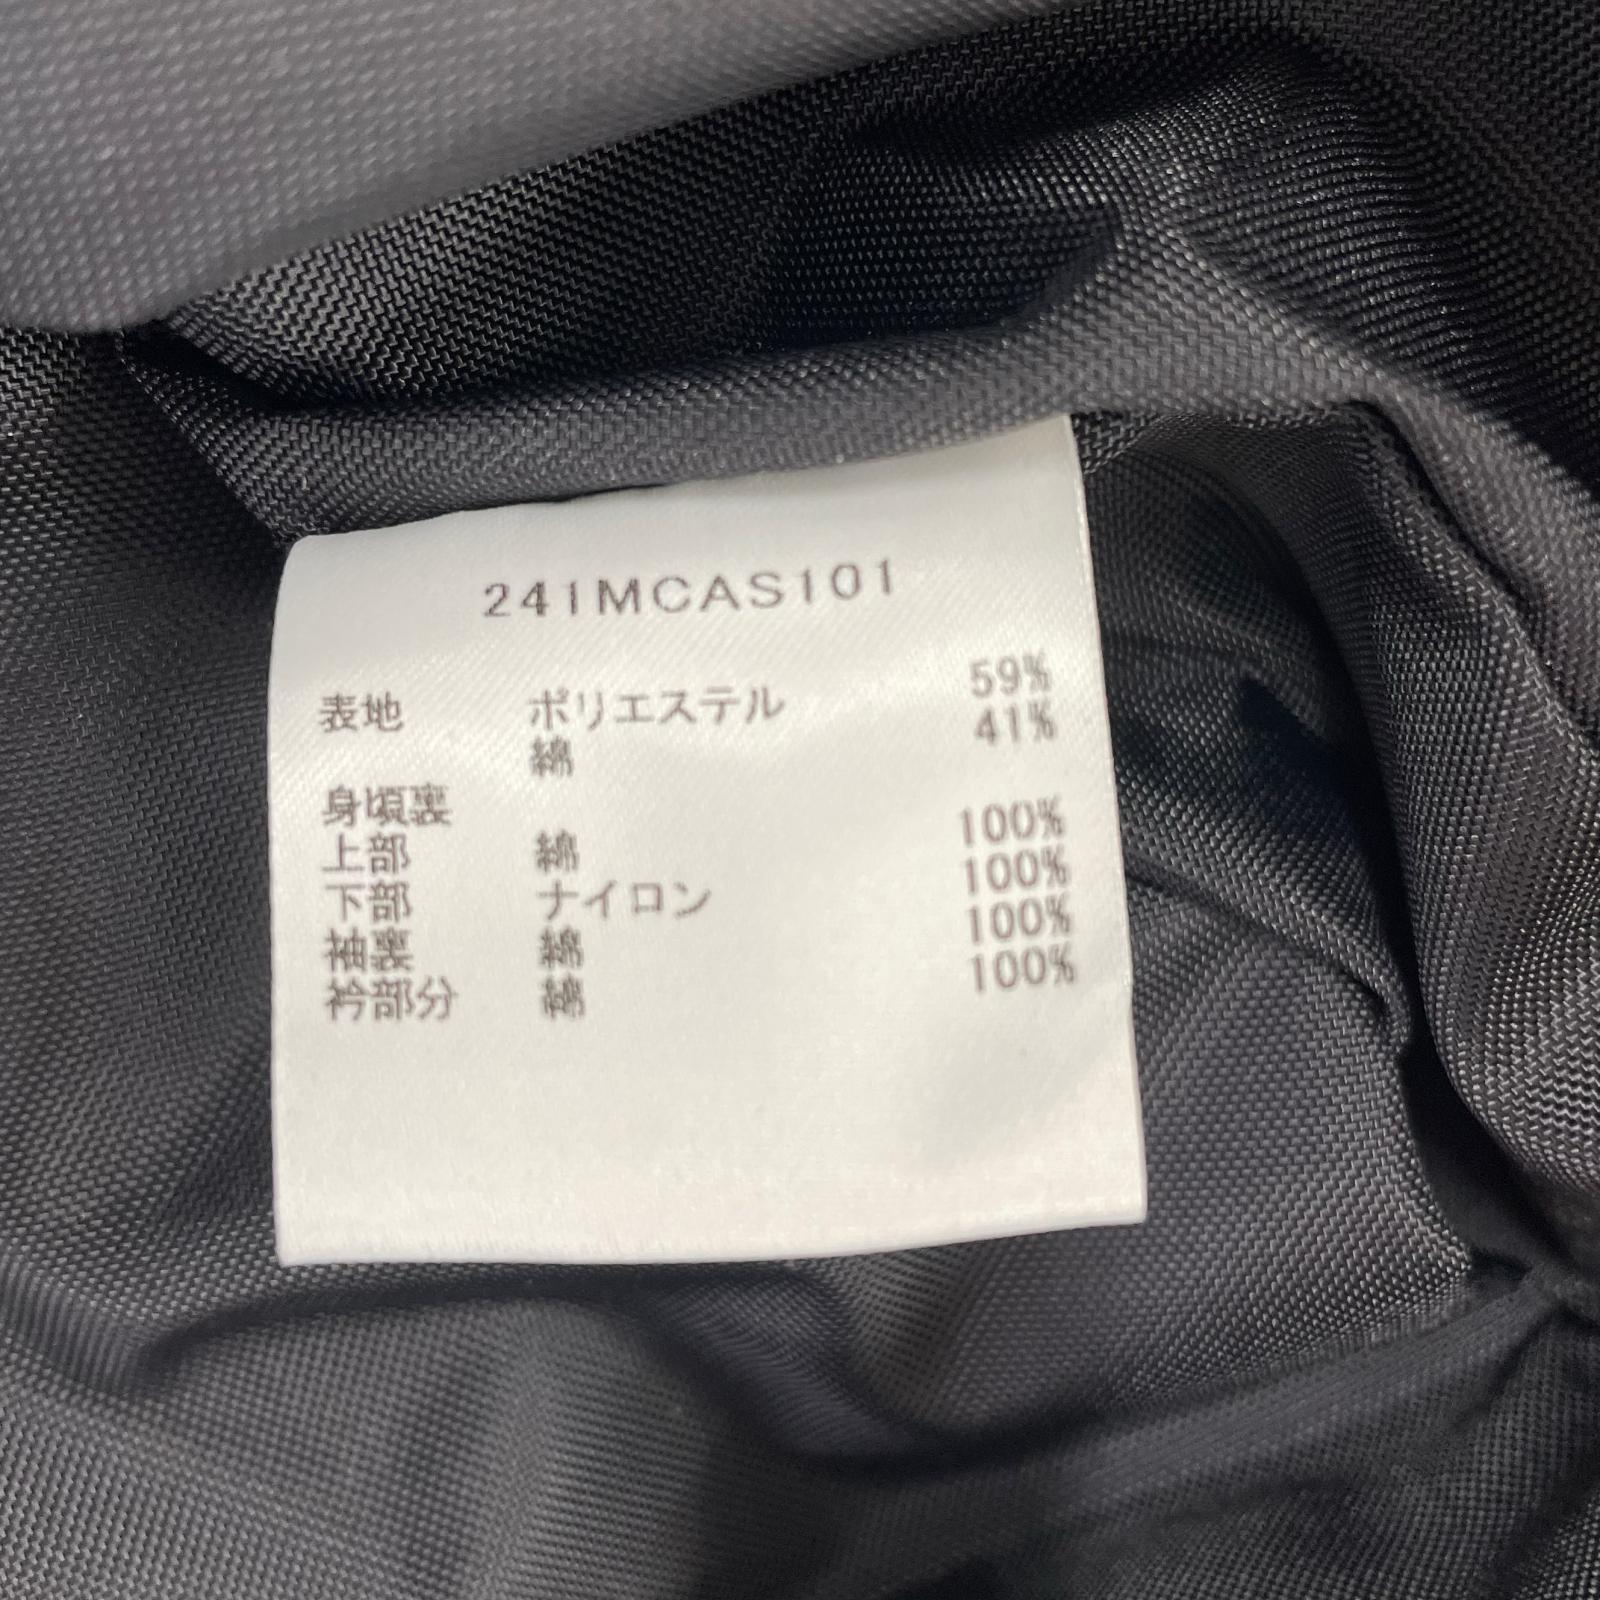 241MCAS101
表地 ポリエステル 59%
綿 41%
身頃裏
上部 綿 100%
下部 ナイロン 100%
袖裏 綿 100%
衿部分 綿 100%